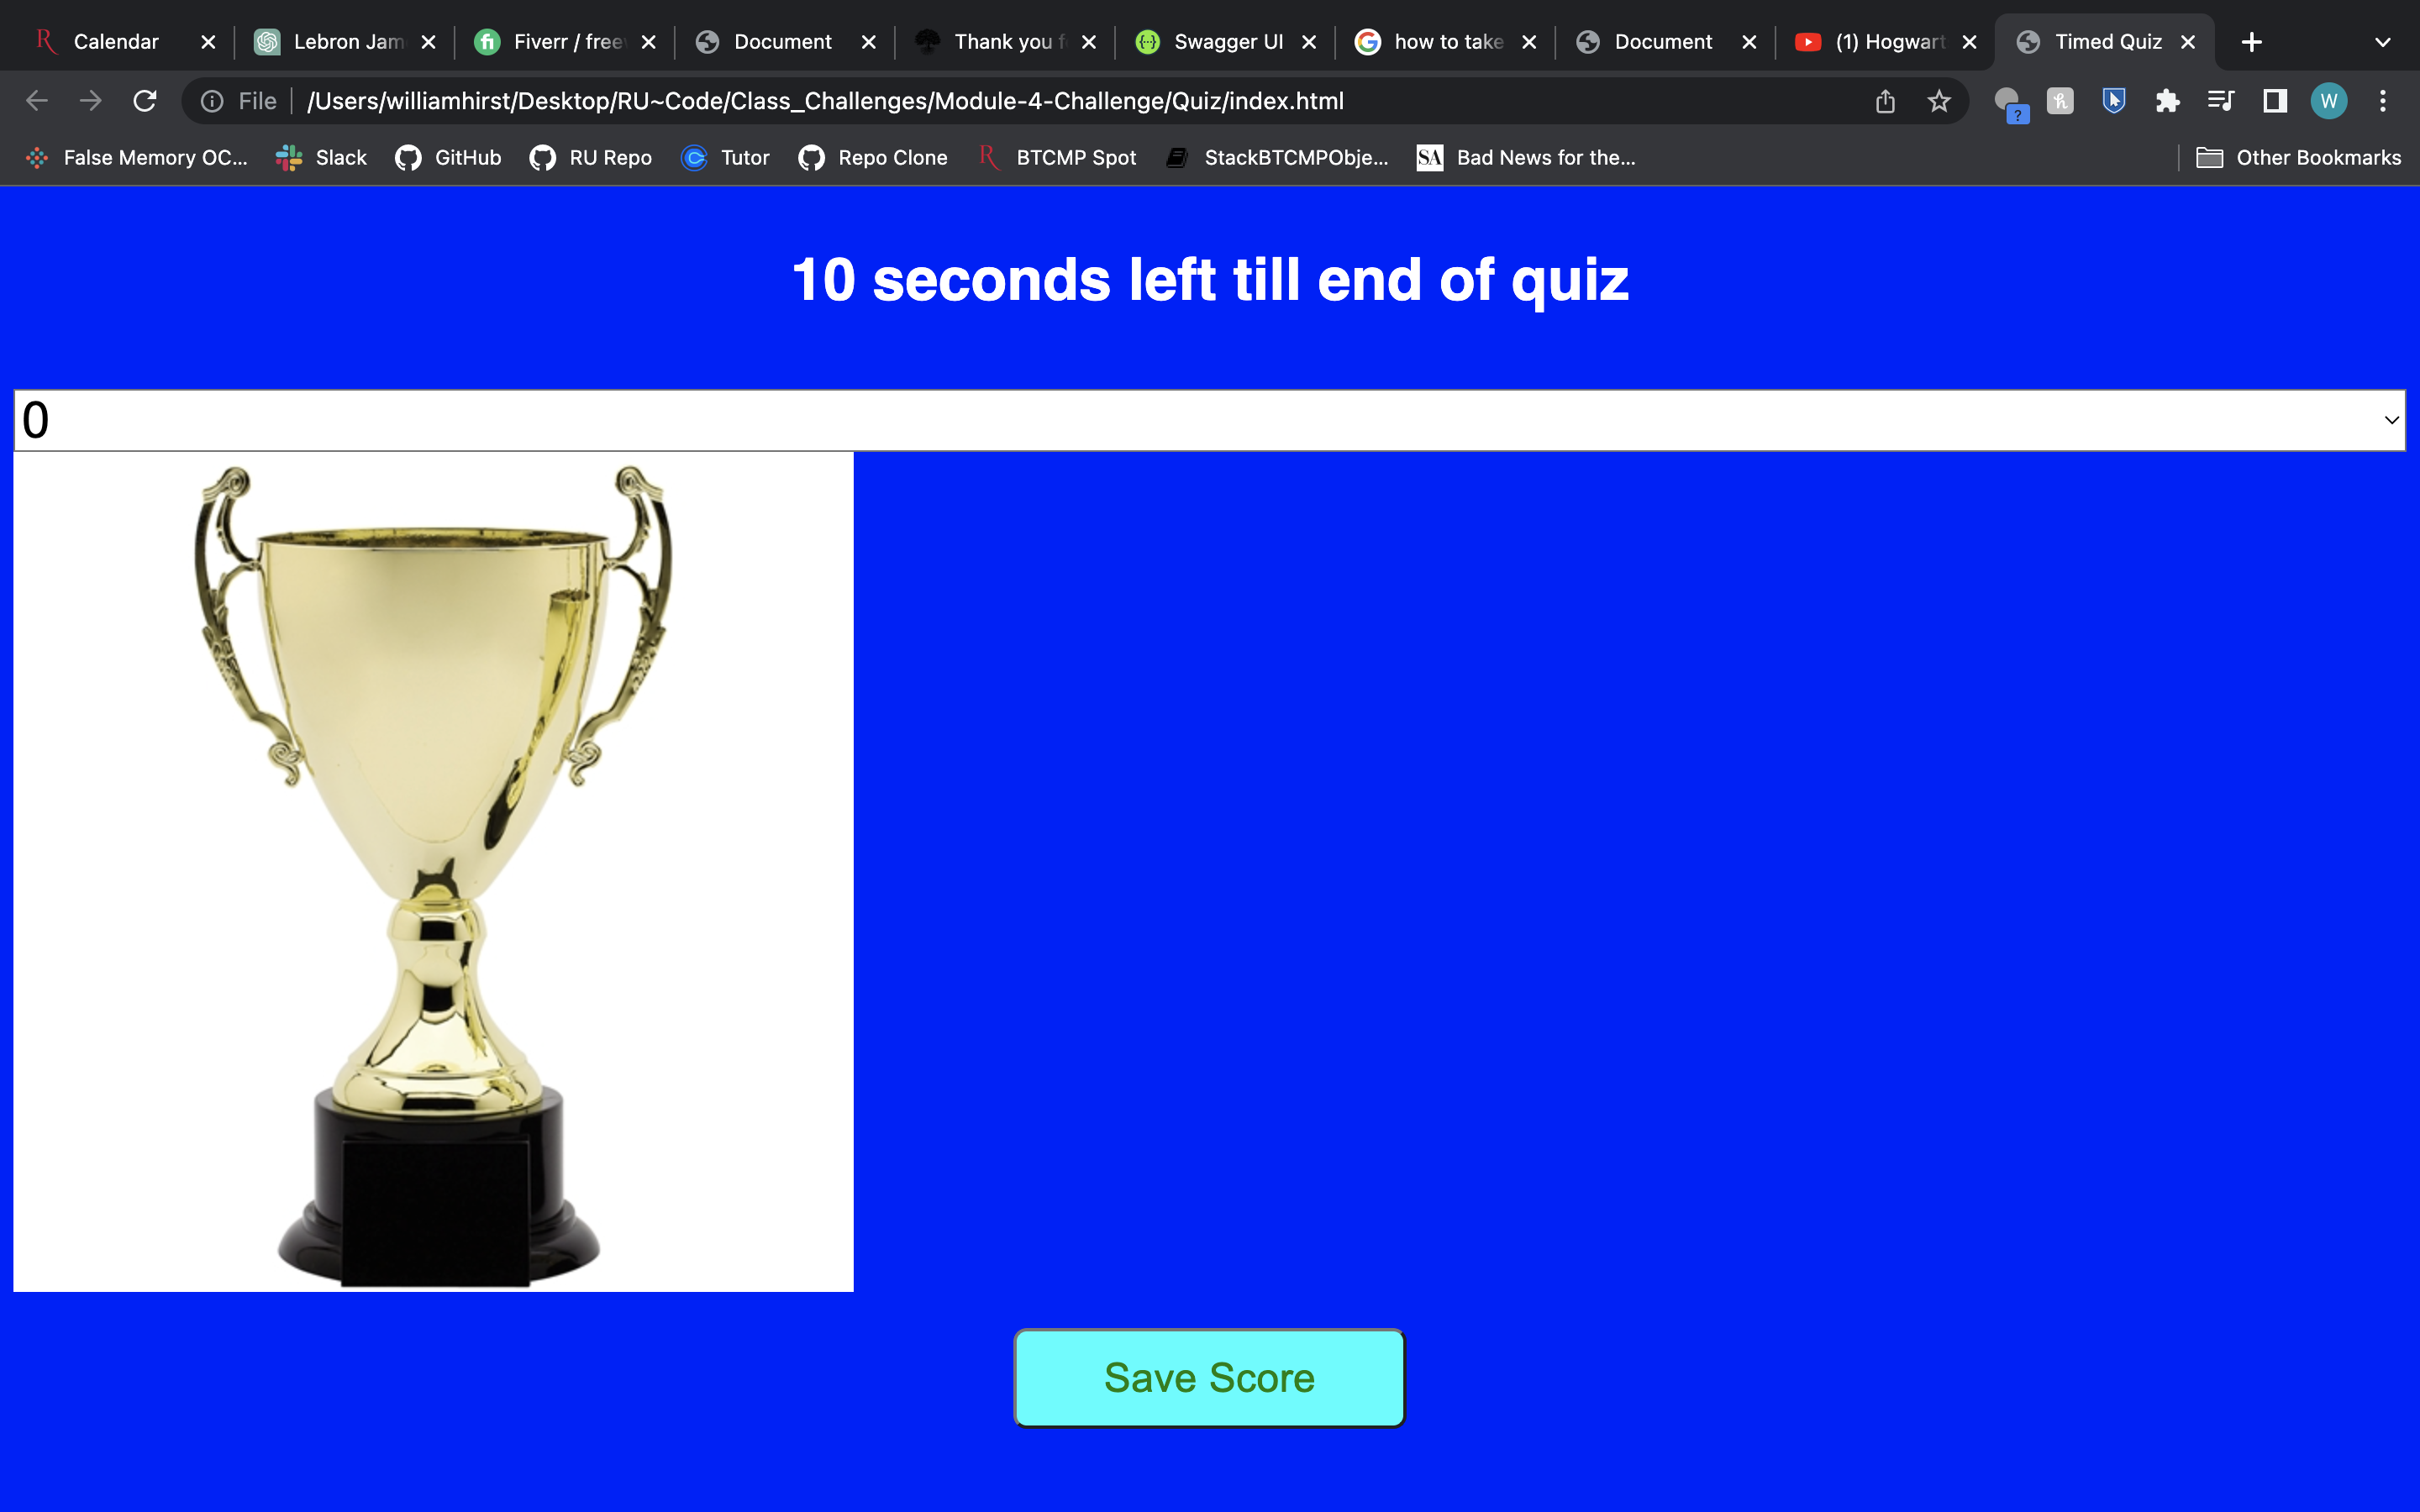 Calendar
Lebron Jam
Fiverr / free
Document
Thank you f
Swagger UI
how to take
Document
(1) Hogwart
Timed Quiz
File
/Users/williamhirst/Desktop/RU~Code/Class_Challenges/Module-4-Challenge/Quiz/index.html
?
W
False Memory OC...
Slack
GitHub
RU Repo
Tutor
Repo Clone
BTCMP Spot
StackBTCMPObje...
SA
Bad News for the...
Other Bookmarks
10 seconds left till end of quiz
0
Save Score